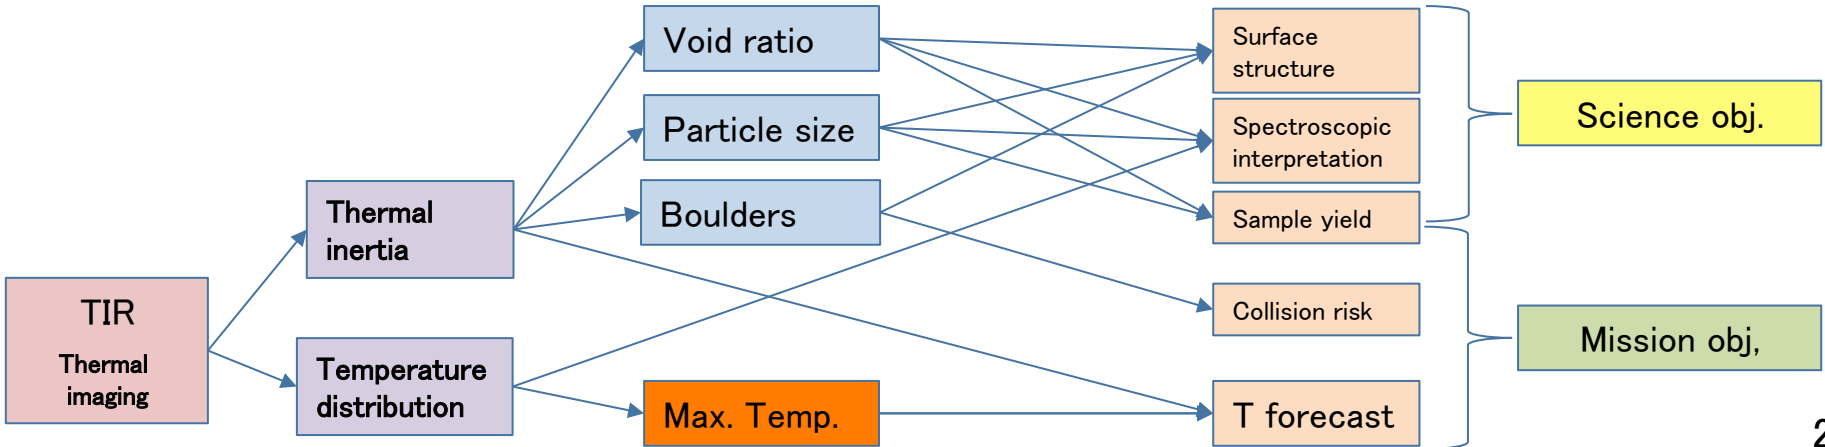 TIR
Thermal
imaging
Thermal
inertia
Temperature
distribution
Void ratio
Particle size
Boulders
Max. Temp.
Surface
structure
Spectroscopic
interpretation
Sample yield
Collision risk
T forecast
Science obj.
Mission obj,
2